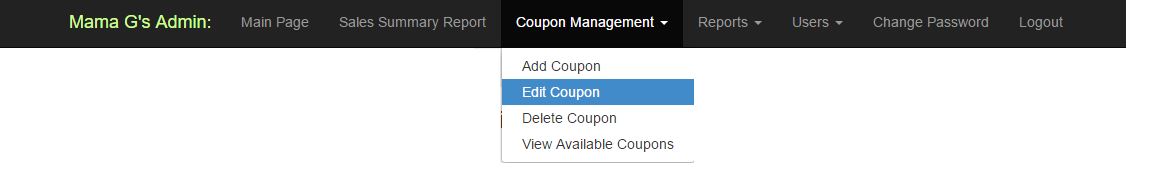 Mama G's Admin: Main Page Sales Summary Report Coupon Management Reports Users Change Password Logout
Add Coupon
Edit Coupon
Delete Coupon
View Available Coupons